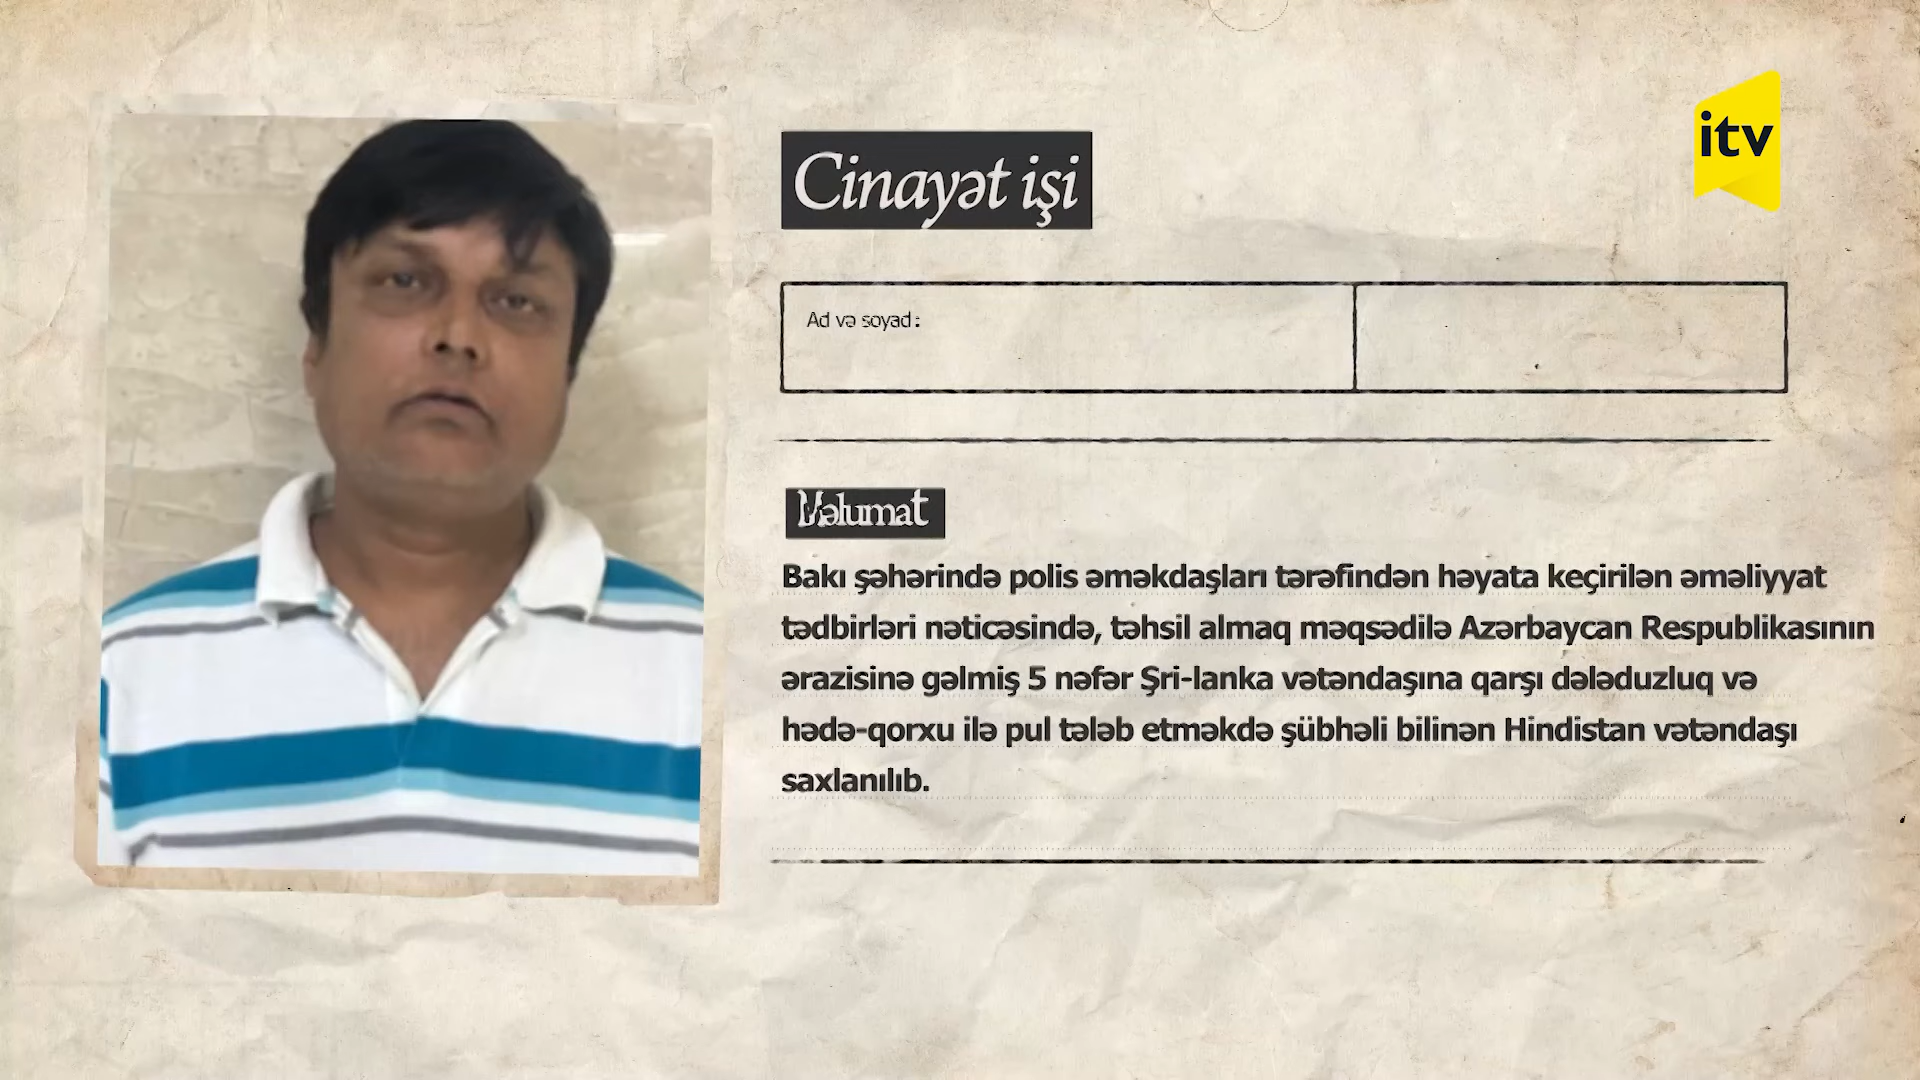 itv
Cinayət işi
Ad və soyad:
Məlumat
Bakı şəhərində polis əməkdaşları tərəfindən həyata keçirilən əməliyyat
tədbirləri nəticəsində, təhsil almaq məqsədilə Azərbaycan Respublikasının
ərazisinə gəlmiş 5 nəfər Şri-lanka vətəndaşına qarşı dələduzluq və
hədə-qorxu ilə pul tələb etməkdə şübhəli bilinən Hindistan vətəndaşı
saxlanılıb.